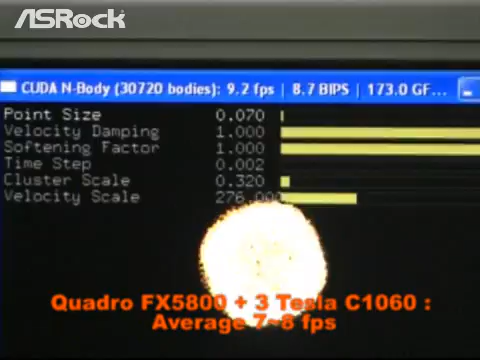 ASRock
CUDA N-Body (30720 bodies): 9.2 fps | 8.7 BIPS | 173.0 GF...
Point Size 0.070
Velocity Damping 1.000
Softening Factor 1.000
Time Step 0.002
Cluster Scale 0.320
Velocity Scale 276.000
Quadro FX5800 + 3 Tesla C1060 :
Average 7~8 fps